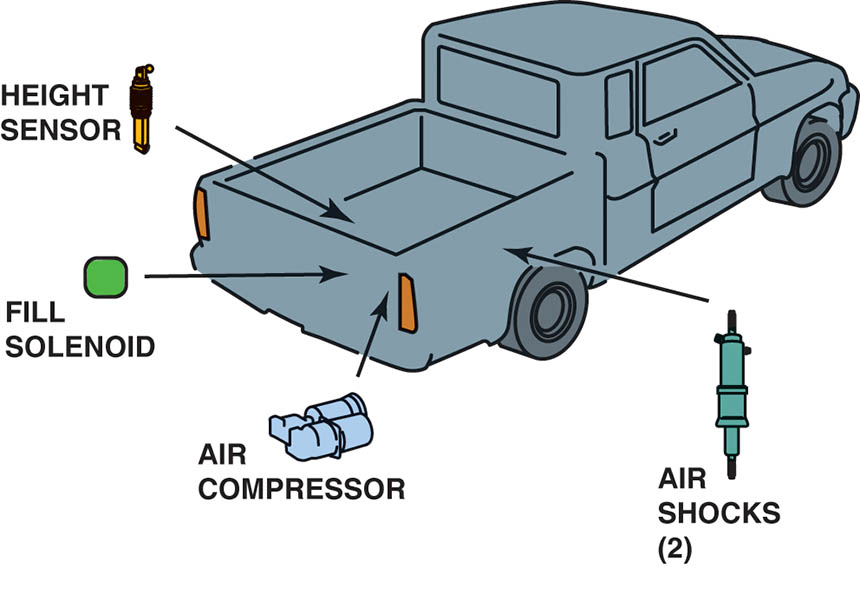 HEIGHT
SENSOR
FILL
SOLENOID
AIR
COMPRESSOR
AIR
SHOCKS
(2)